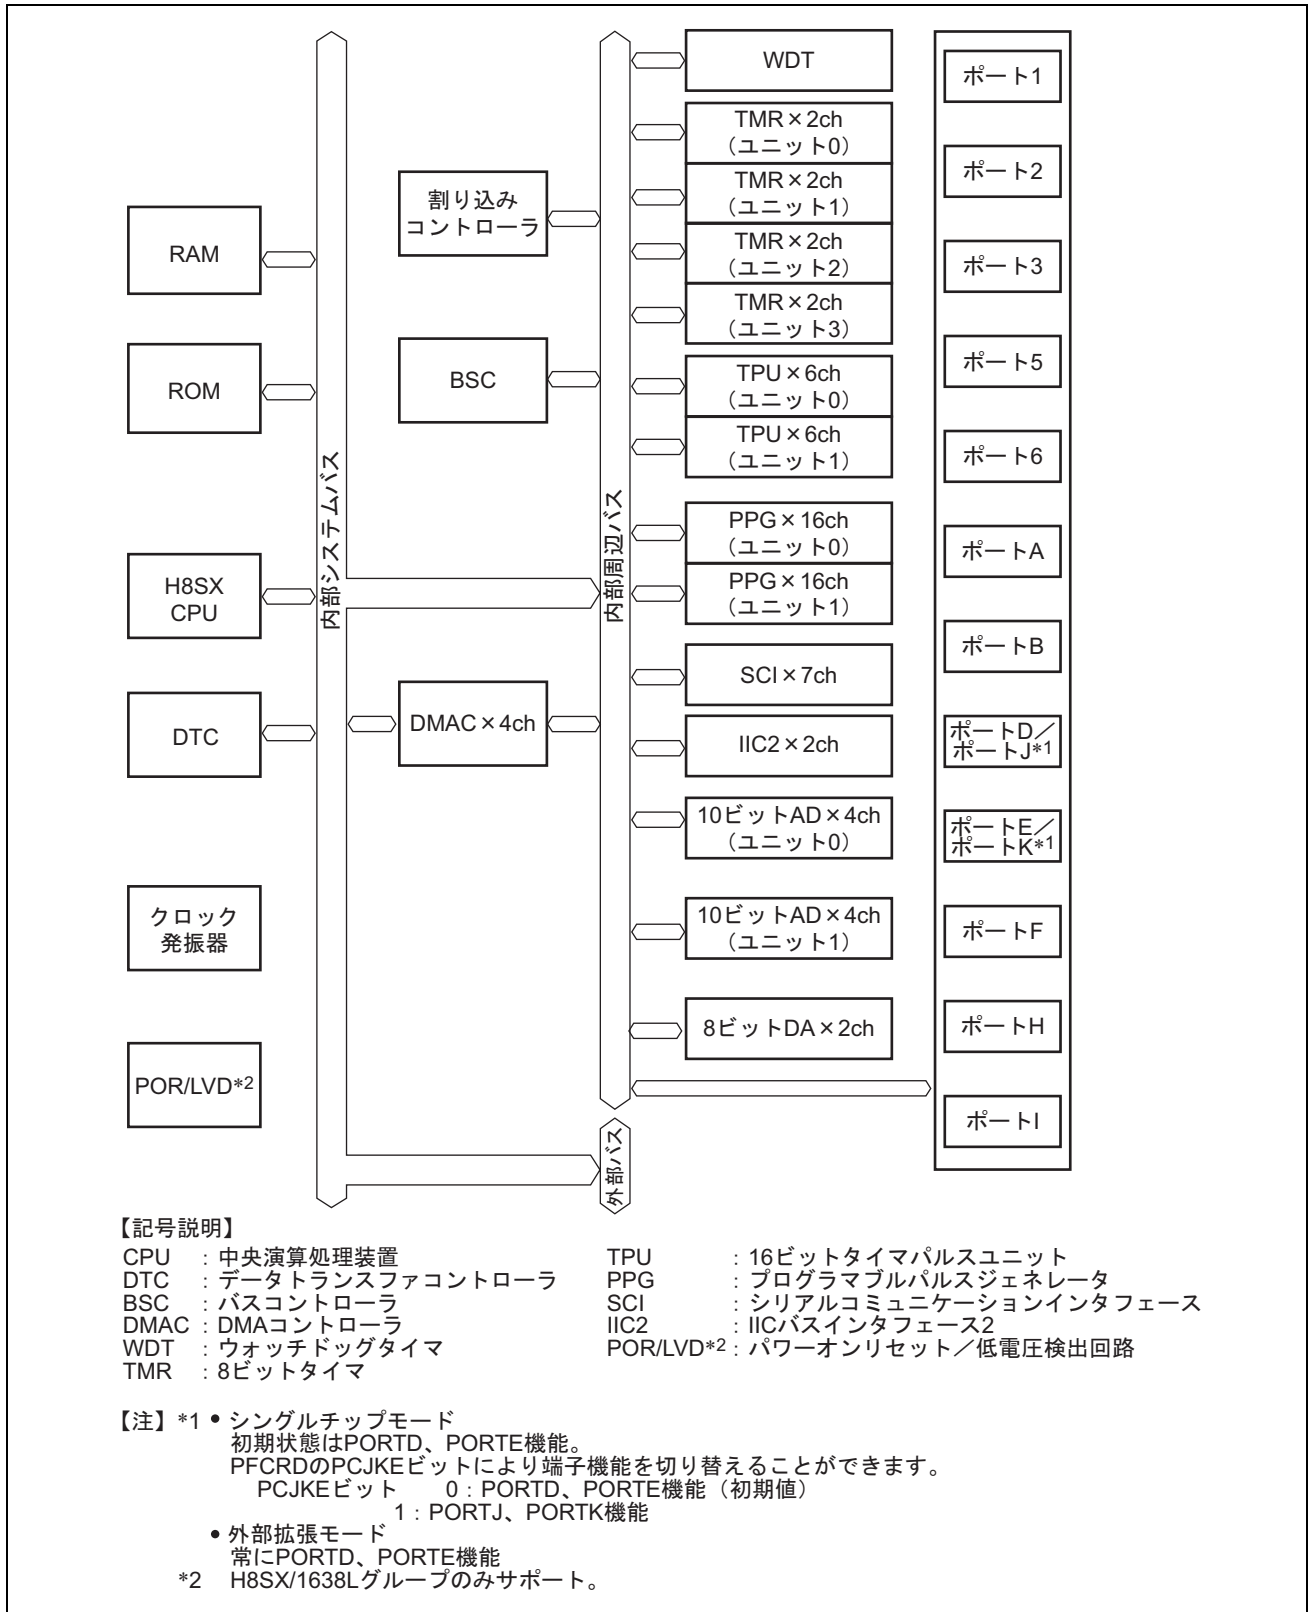 RAM
ROM
H8SX
CPU
DTC
クロック
発振器
POR/LVD*2
内部システムバス
割り込み
コントローラ
BSC
DMAC×4ch
内部周辺バス
外部バス
WDT
TMR×2ch
(ユニット0)
TMR×2ch
(ユニット1)
TMR×2ch
(ユニット2)
TMR×2ch
(ユニット3)
TPU×6ch
(ユニット0)
TPU×6ch
(ユニット1)
PPG×16ch
(ユニット0)
PPG×16ch
(ユニット1)
SCI×7ch
IIC2×2ch
10ビットAD×4ch
(ユニット0)
10ビットAD×4ch
(ユニット1)
8ビットDA×2ch
ポート1
ポート2
ポート3
ポート5
ポート6
ポートA
ポートB
ポートD/
ポートJ*1
ポートE/
ポートK*1
ポートF
ポートH
ポートI
【記号説明】
CPU : 中央演算処理装置
DTC : データトランスファコントローラ
BSC : バスコントローラ
DMAC : DMAコントローラ
WDT : ウォッチドッグタイマ
TMR : 8ビットタイマ
TPU : 16ビットタイマパルスユニット
PPG : プログラマブルパルスジェネレータ
SCI : シリアルコミュニケーションインタフェース
IIC2 : IICバスインタフェース2
POR/LVD*2 : パワーオンリセット/低電圧検出回路
【注】 *1 ● シングルチップモード
初期状態はPORTD、PORTE機能。
PFCRDのPCJKEビットにより端子機能を切り替えることができます。
PCJKEビット 0 : PORTD、PORTE機能(初期値)
1 : PORTJ、PORTK機能
● 外部拡張モード
常にPORTD、PORTE機能
*2 H8SX/1638Lグループのみサポート。